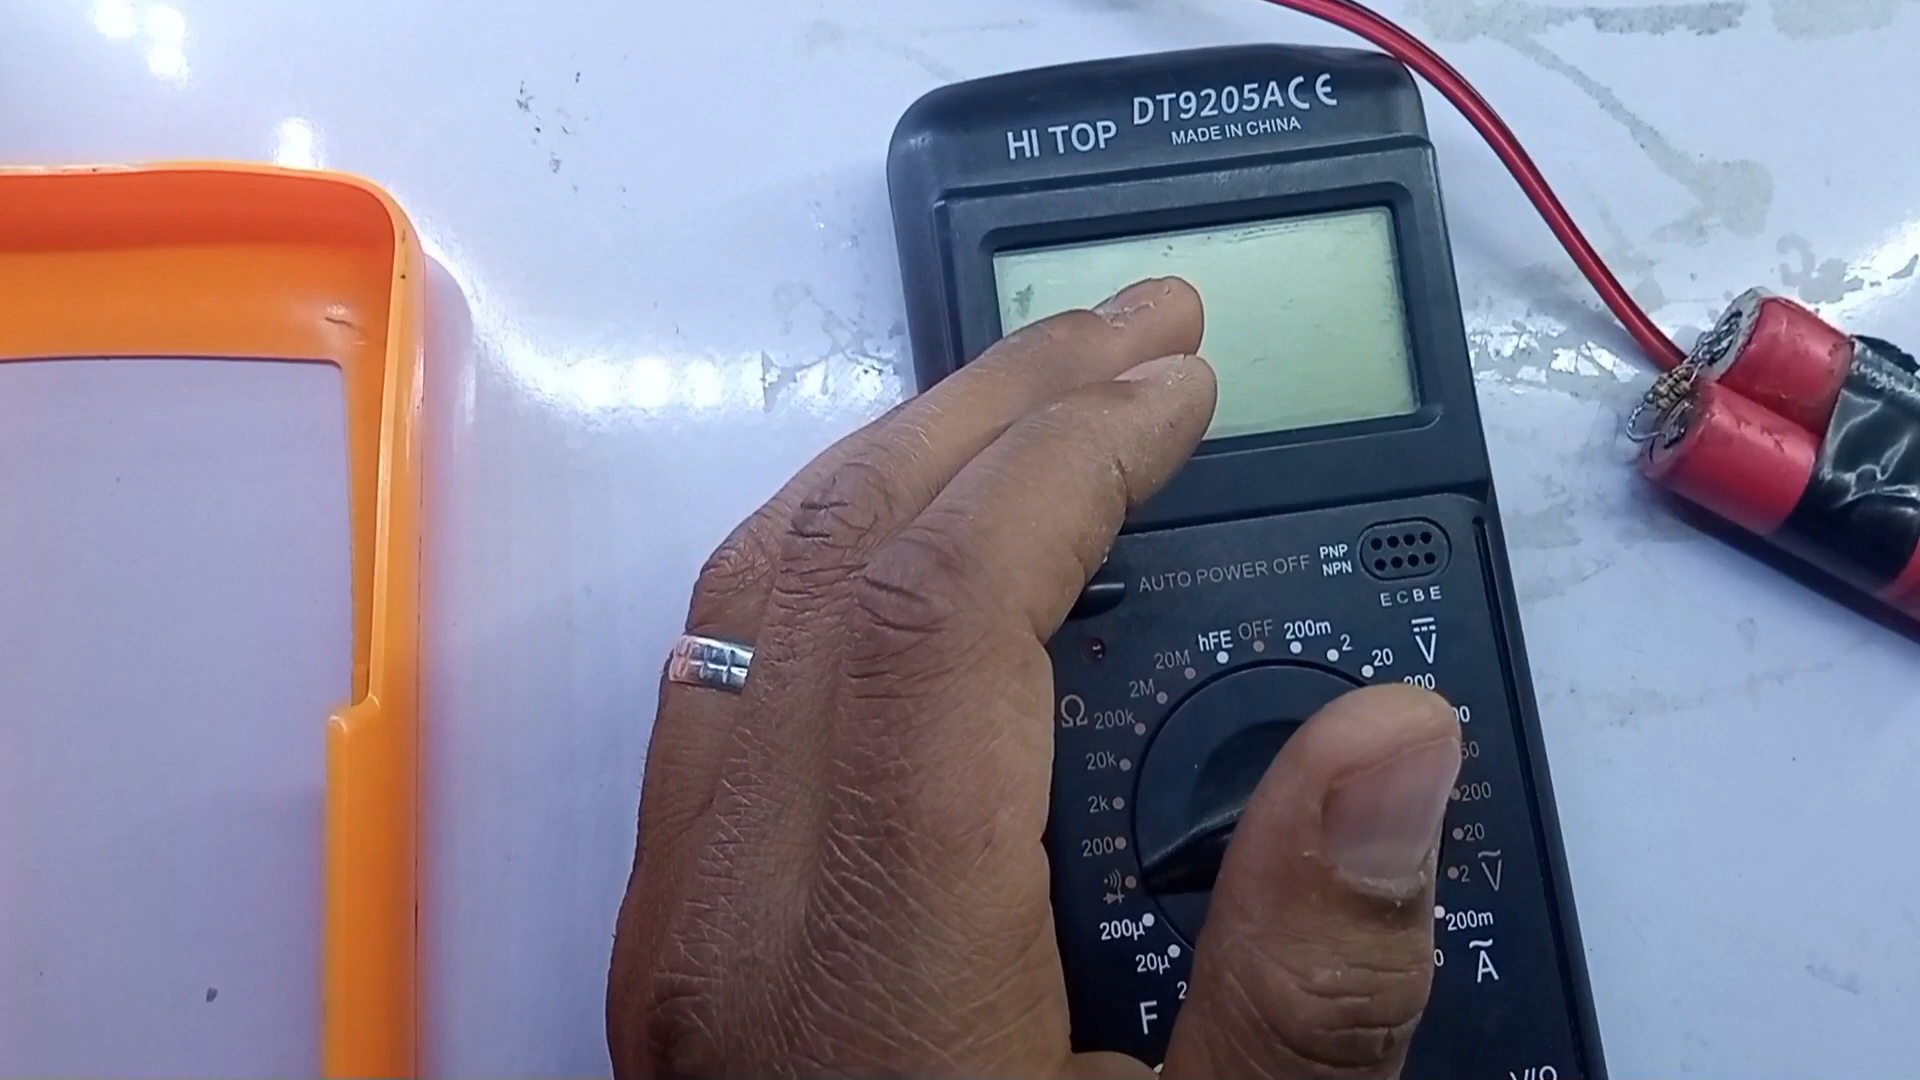 HI TOP DT9205A CE
MADE IN CHINA
AUTO POWER OFF
PNP
NPN
E C B E
hFE OFF 200m 2 20
20M
2M
Ω
200k
20k
2k
200
200µ
20µ
F
V
200
20
2
V
200m
A
V/Ω